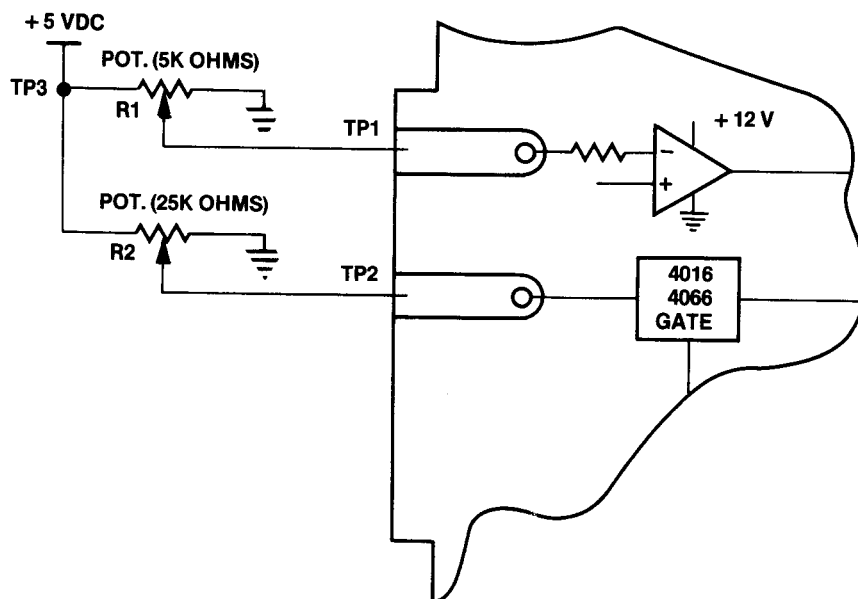 + 5 VDC
POT. (5K OHMS)
TP3
R1
TP1
+ 12 V
−
+
POT. (25K OHMS)
R2
TP2
4016
4066
GATE